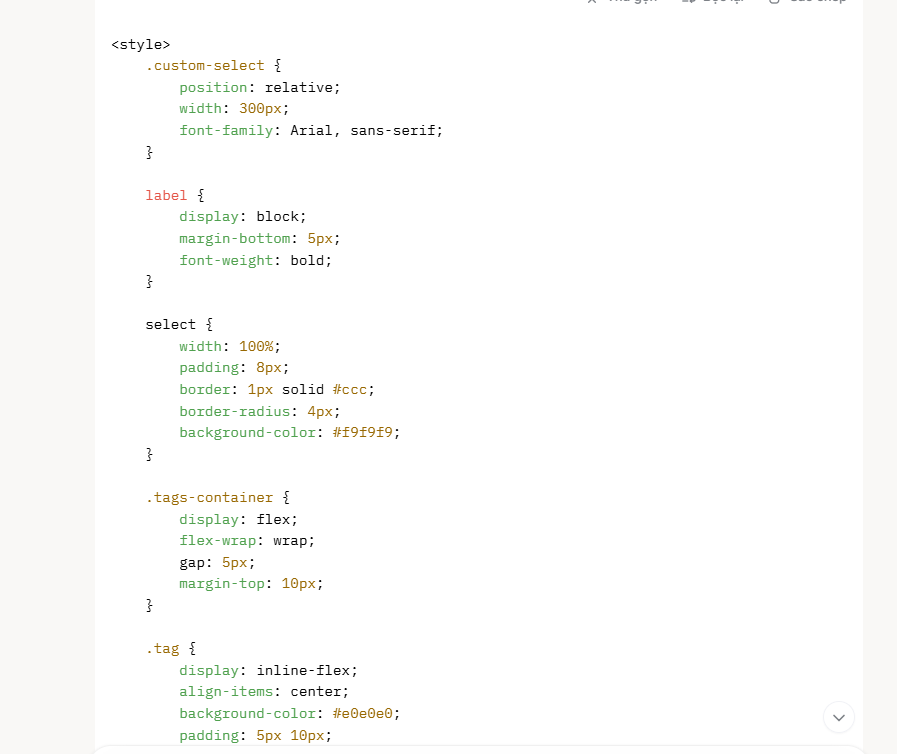 <style>
    .custom-select {
        position: relative;
        width: 300px;
        font-family: Arial, sans-serif;
    }

    label {
        display: block;
        margin-bottom: 5px;
        font-weight: bold;
    }

    select {
        width: 100%;
        padding: 8px;
        border: 1px solid #ccc;
        border-radius: 4px;
        background-color: #f9f9f9;
    }

    .tags-container {
        display: flex;
        flex-wrap: wrap;
        gap: 5px;
        margin-top: 10px;
    }

    .tag {
        display: inline-flex;
        align-items: center;
        background-color: #e0e0e0;
        padding: 5px 10px;